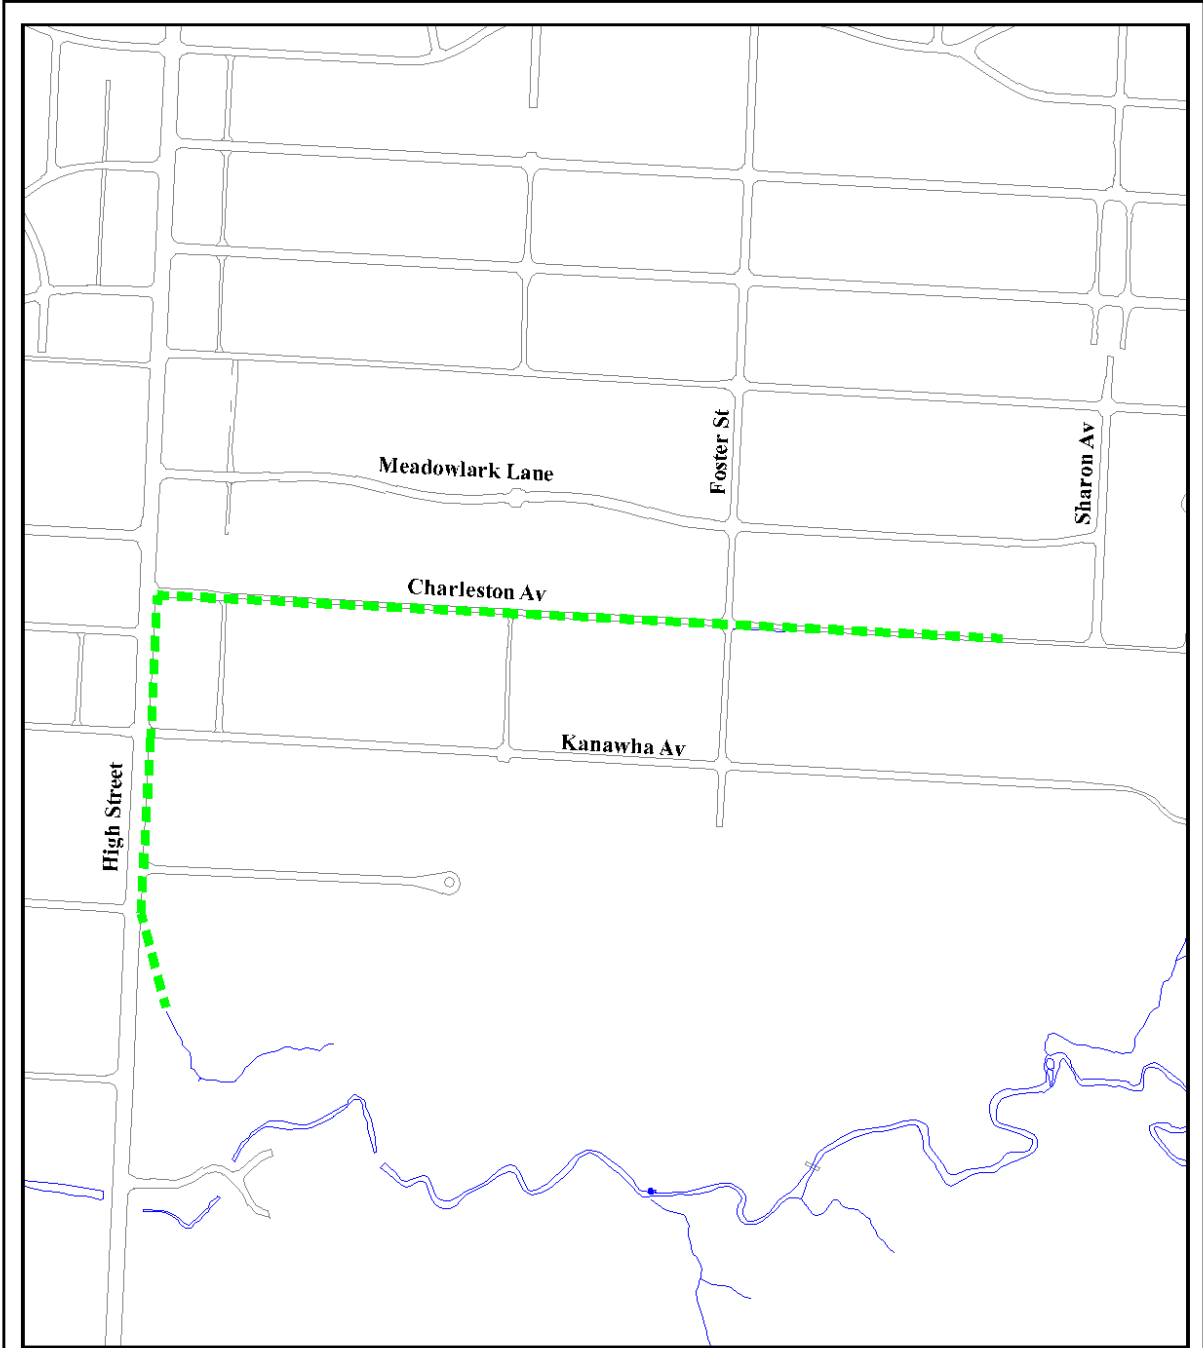 Foster St
Sharon Av
Meadowlark Lane
Charleston Av
Kanawha Av
High Street